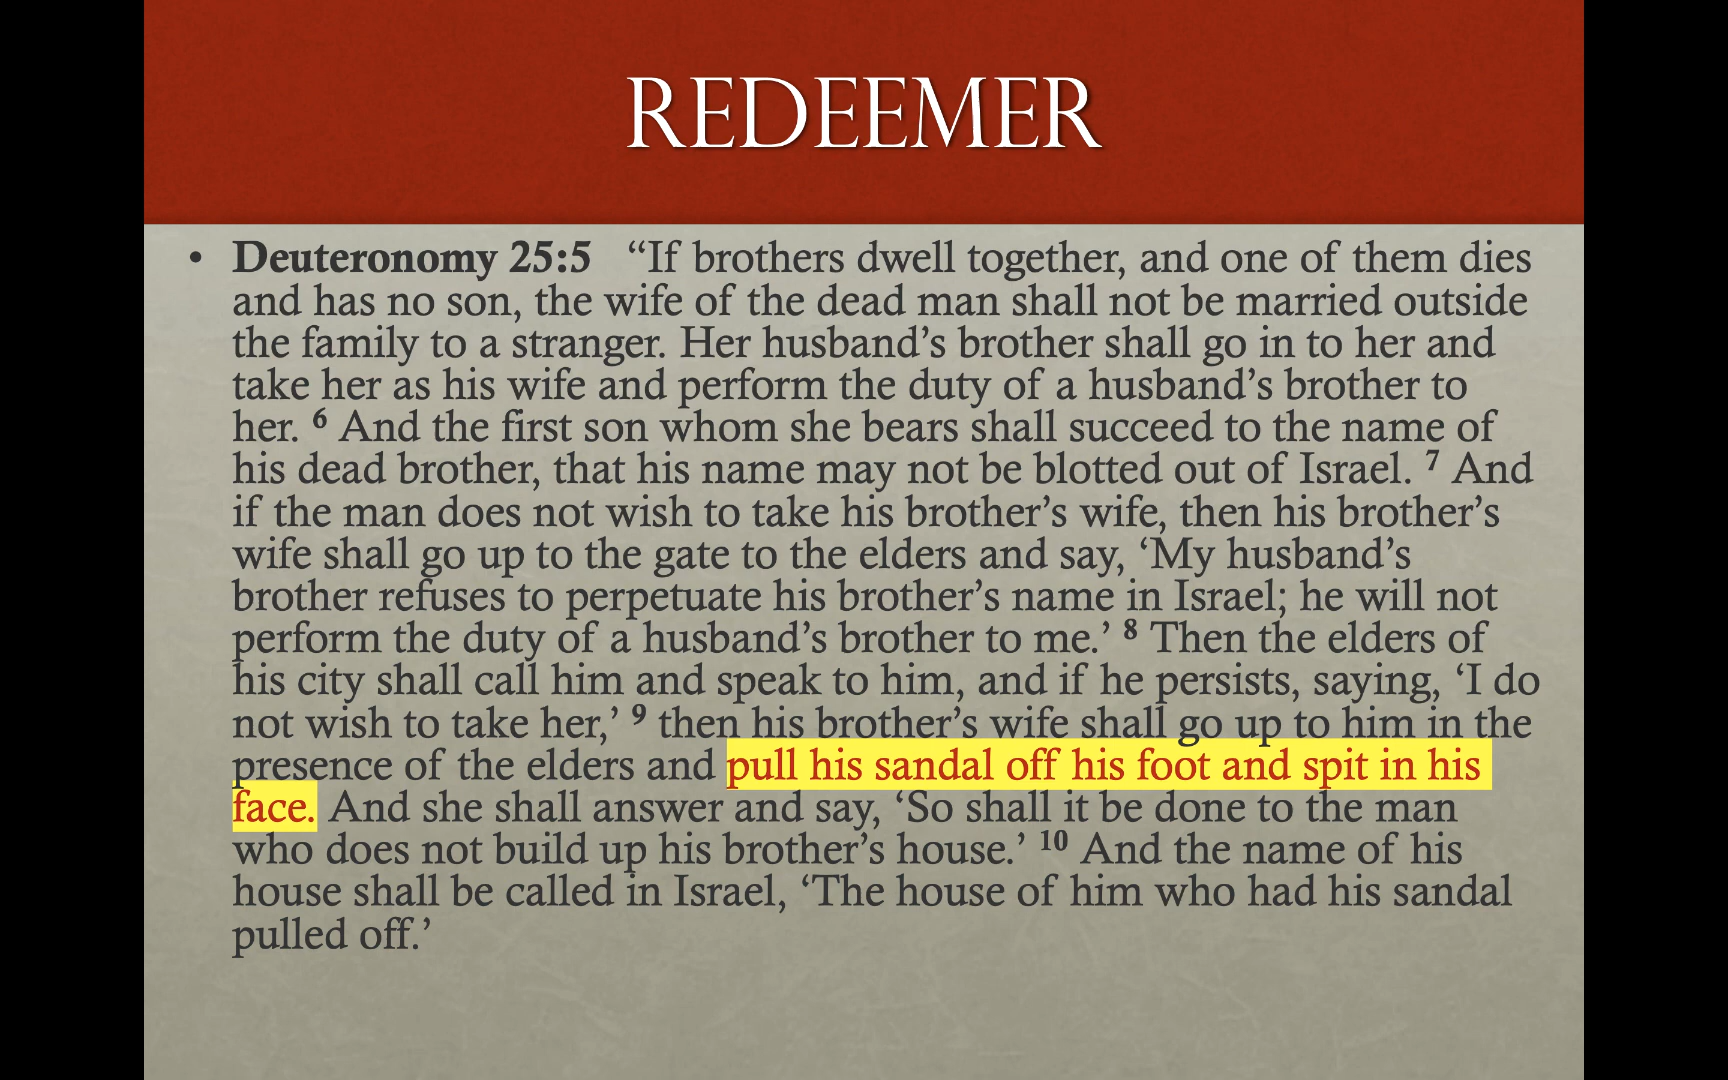 REDEEMER
• Deuteronomy 25:5 “If brothers dwell together, and one of them dies
and has no son, the wife of the dead man shall not be married outside
the family to a stranger. Her husband’s brother shall go in to her and
take her as his wife and perform the duty of a husband’s brother to
her. 6 And the first son whom she bears shall succeed to the name of
his dead brother, that his name may not be blotted out of Israel. 7 And
if the man does not wish to take his brother’s wife, then his brother’s
wife shall go up to the gate to the elders and say, ‘My husband’s
brother refuses to perpetuate his brother’s name in Israel; he will not
perform the duty of a husband’s brother to me.’ 8 Then the elders of
his city shall call him and speak to him, and if he persists, saying, ‘I do
not wish to take her,’ 9 then his brother’s wife shall go up to him in the
presence of the elders and pull his sandal off his foot and spit in his
face. And she shall answer and say, ‘So shall it be done to the man
who does not build up his brother’s house.’ 10 And the name of his
house shall be called in Israel, ‘The house of him who had his sandal
pulled off.’